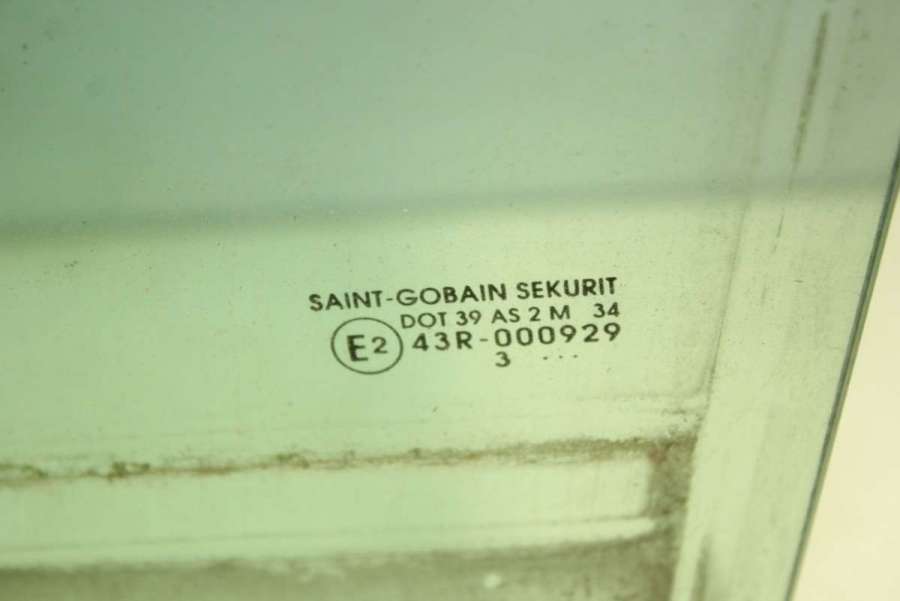 SAINT-GOBAIN SEKURIT
DOT 39 AS 2 M 34
E2 43R-000929
3 ...